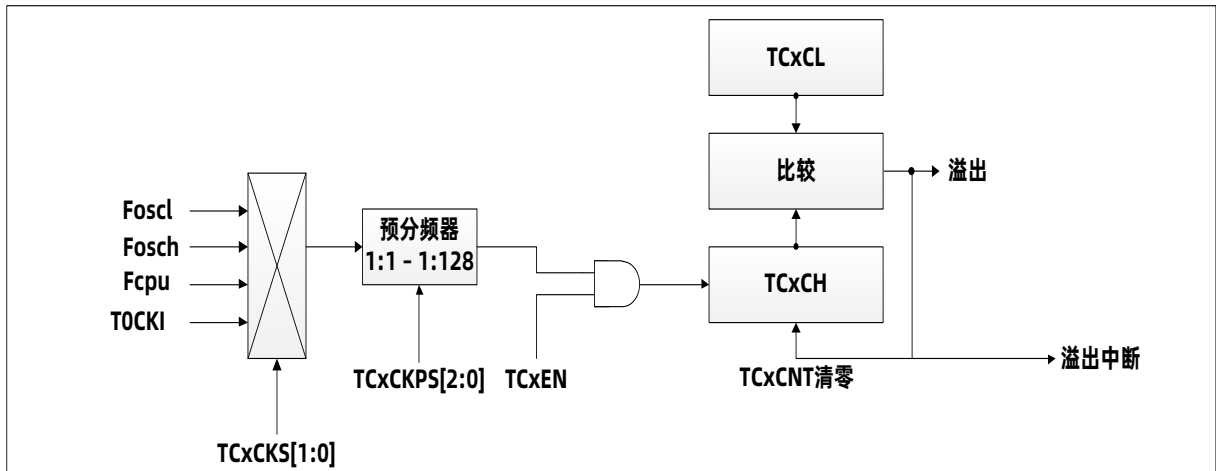 TCxCL
比较
溢出
Foscl
Fosch
Fcpu
T0CKI
预分频器
1:1 – 1:128
TCxCH
溢出中断
TCxCKPS[2:0]
TCxEN
TCxCNT清零
TCxCKS[1:0]